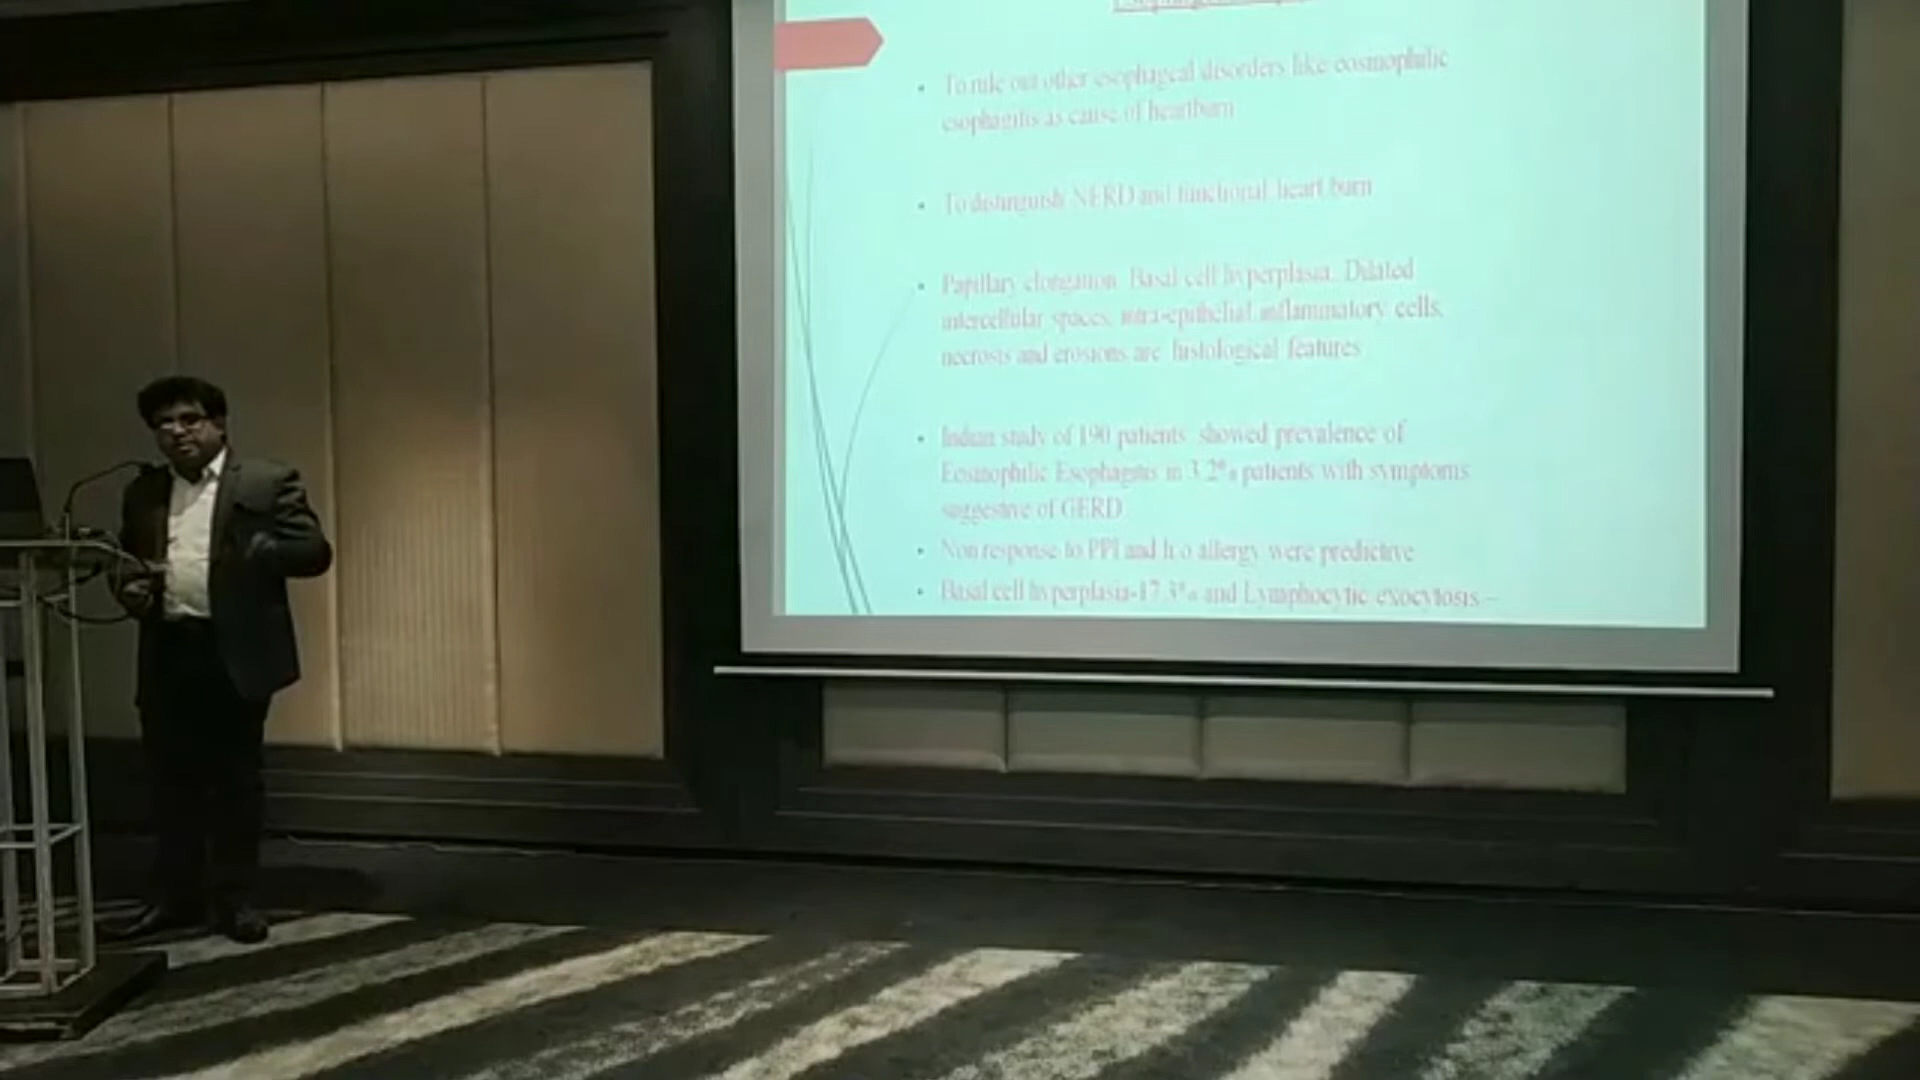 To rule out other esophageal disorders like eosinophilic
esophagitis as cause of heartburn
To distinguish NERD and functional heart burn
Papillary elongation, Basal cell hyperplasia, Dilated
intercellular spaces, intra-epithelial inflammatory cells,
necrosis and erosions are histological features
Indian study of 190 patients showed prevalence of
Eosinophilic Esophagitis in 3.2% patients with symptoms
suggestive of GERD
Non response to PPI and h/o allergy were predictive
Basal cell hyperplasia-17.3% and Lymphocytic exocytosis –